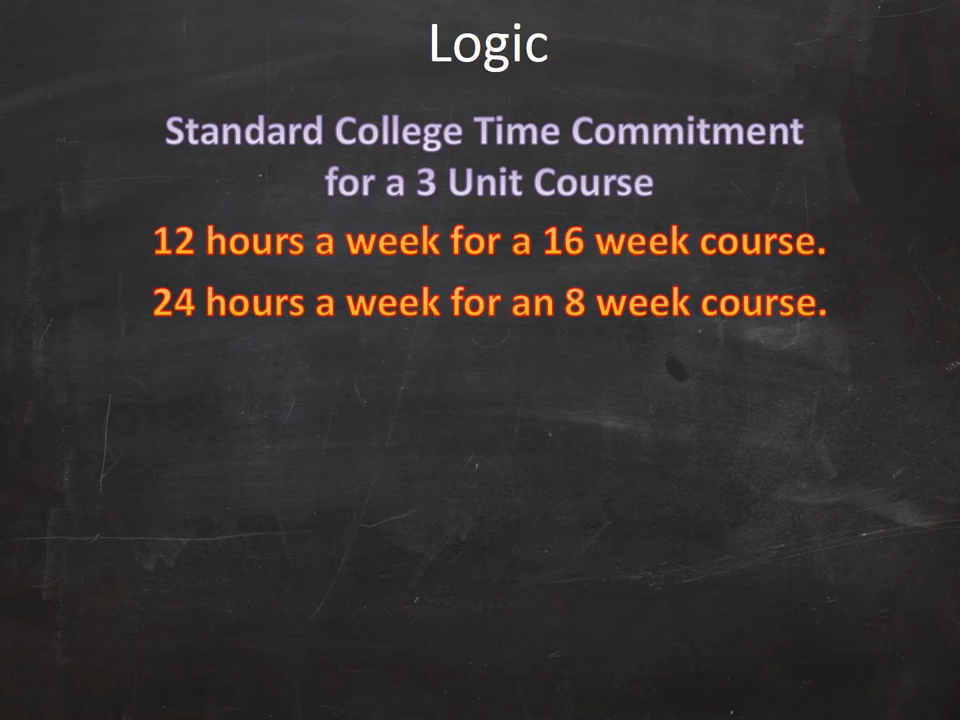 Logic
Standard College Time Commitment
for a 3 Unit Course
12 hours a week for a 16 week course.
24 hours a week for an 8 week course.